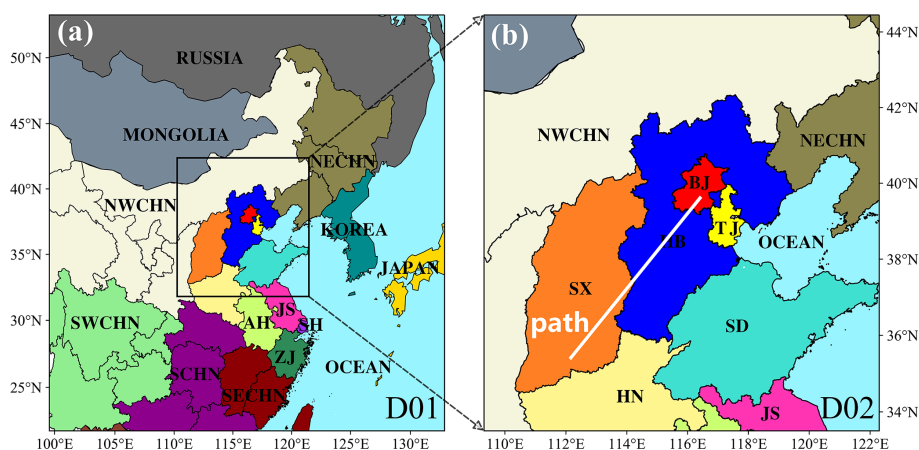 (a)
RUSSIA
MONGOLIA
NECHN
NWCHN
KOREA
JAPAN
SWCHN
JS
AH
SH
ZJ
SCHN
OCEAN
SECHN
D01
50°N
45°N
40°N
35°N
30°N
25°N
100°E
105°E
110°E
115°E
120°E
125°E
130°E
(b)
NWCHN
NECHN
BJ
TJ
HB
OCEAN
SX
SD
path
HN
JS
D02
44°N
42°N
40°N
38°N
36°N
34°N
110°E
112°E
114°E
116°E
118°E
120°E
122°E